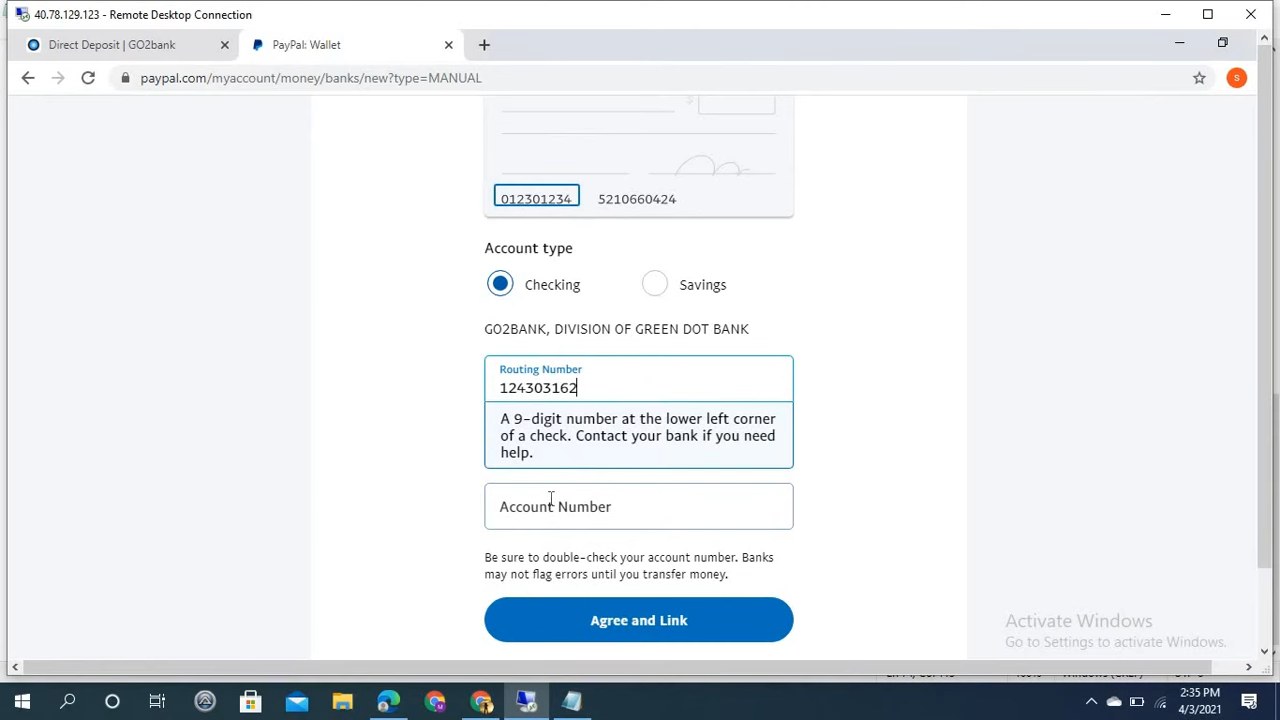 40.78.129.123 - Remote Desktop Connection
Direct Deposit | GO2bank
PayPal: Wallet
paypal.com/myaccount/money/banks/new?type=MANUAL
S
$
012301234 5210660424
Account type
Checking
Savings
GO2BANK, DIVISION OF GREEN DOT BANK
Routing Number
124303162
A 9-digit number at the lower left corner
of a check. Contact your bank if you need
help.
Account Number
Be sure to double-check your account number. Banks
may not flag errors until you transfer money.
Agree and Link
Activate Windows
Go to Settings to activate Windows.
2:35 PM
4/3/2021